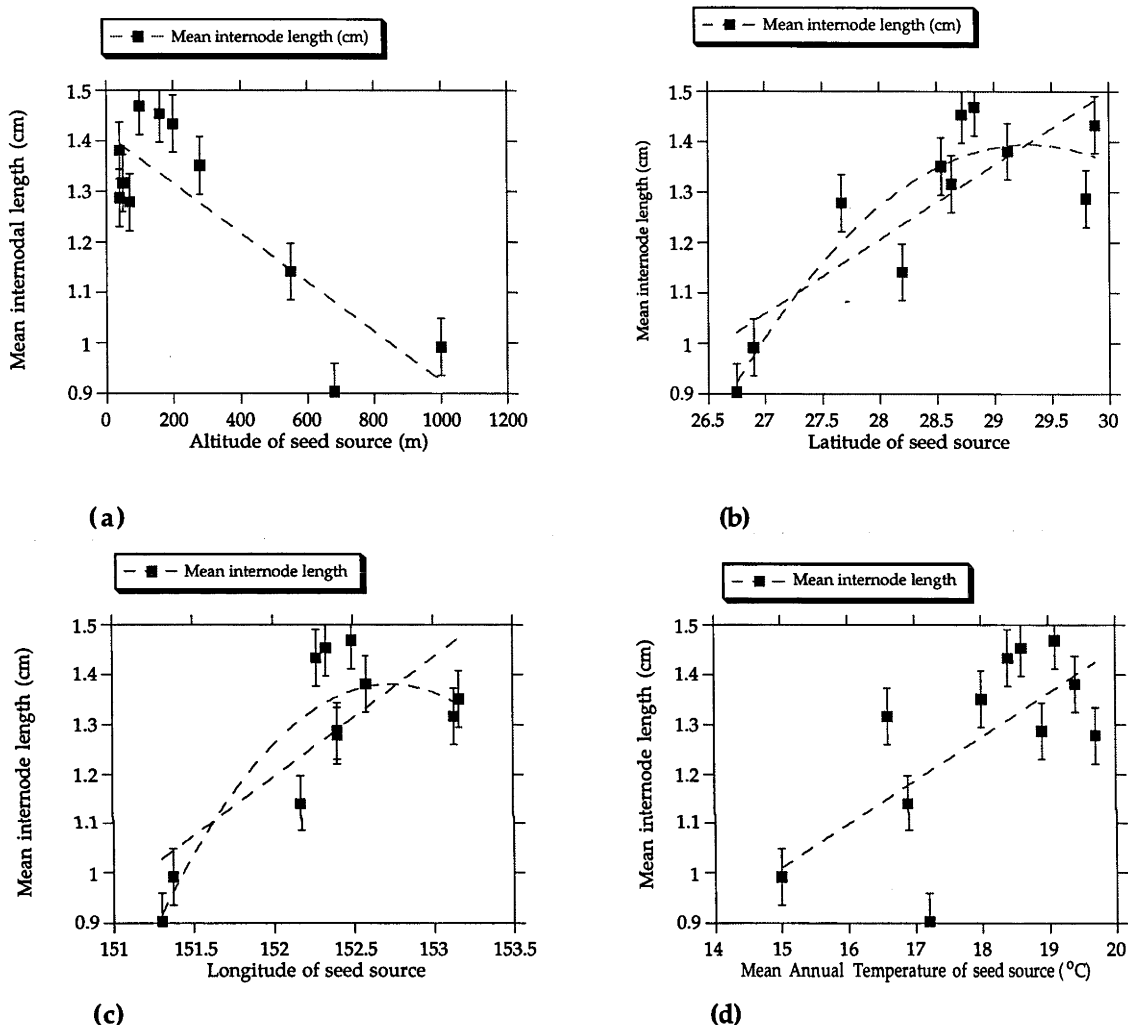 Mean internode length (cm)
Mean internodal length (cm)
1.5
1.4
1.3
1.2
1.1
1
0.9
0 200 400 600 800 1000 1200
Altitude of seed source (m)
(a)
Mean internode length (cm)
Mean internode length (cm)
1.5
1.4
1.3
1.2
1.1
1
0.9
26.5 27 27.5 28 28.5 29 29.5 30
Latitude of seed source
(b)
Mean internode length
Mean internode length (cm)
1.5
1.4
1.3
1.2
1.1
1
0.9
151 151.5 152 152.5 153 153.5
Longitude of seed source
(c)
Mean internode length
Mean internode length (cm)
1.5
1.4
1.3
1.2
1.1
1
0.9
14 15 16 17 18 19 20
Mean Annual Temperature of seed source (°C)
(d)